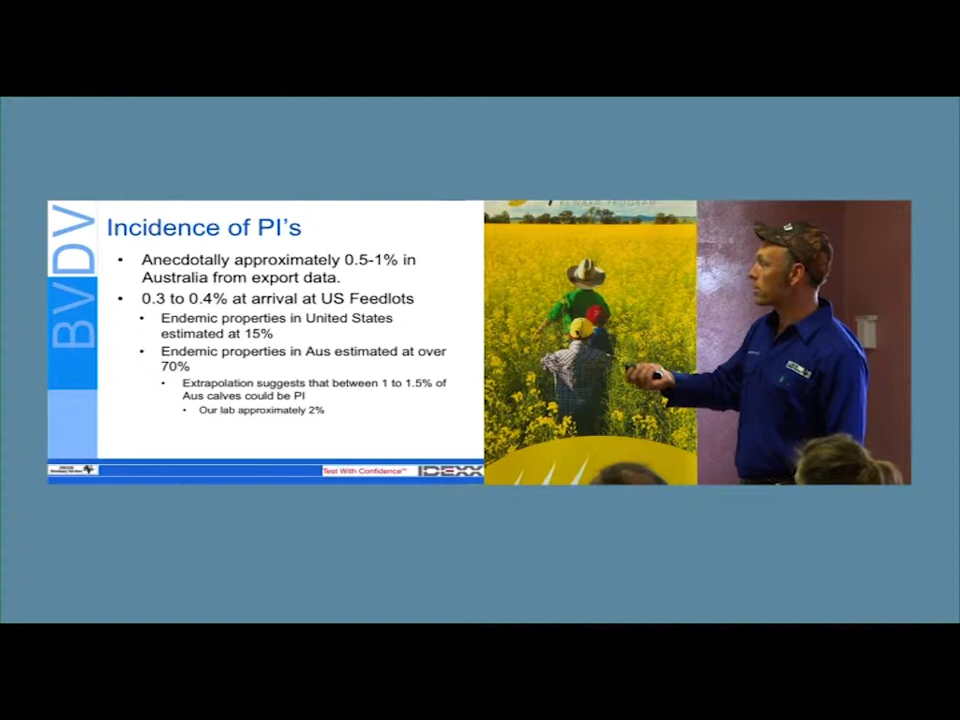 BVDV
Incidence of PI's
• Anecdotally approximately 0.5-1% in
Australia from export data.
• 0.3 to 0.4% at arrival at US Feedlots
• Endemic properties in United States
estimated at 15%
• Endemic properties in Aus estimated at over
70%
• Extrapolation suggests that between 1 to 1.5% of
Aus calves could be PI
• Our lab approximately 2%
Test With Confidence™
IDEXX
REWARD PROGRAM